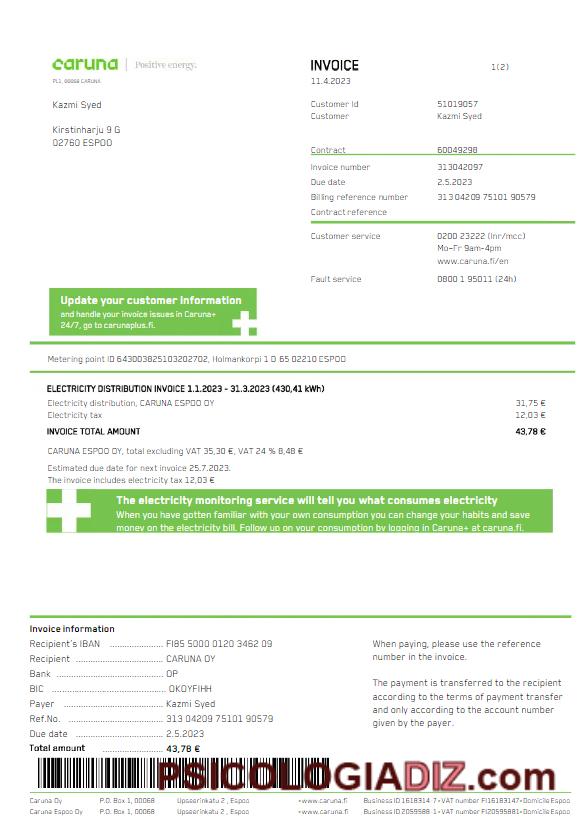 caruna | Positive energy.
PL1, 00068 CARUNA
INVOICE 1(2)
11.4.2023
Kazmi Syed
Kirstinharju 9 G
02760 ESPOO
Customer Id 51019057
Customer Kazmi Syed
Contract 60049298
Invoice number 313042097
Due date 2.5.2023
Billing reference number 313 04209 75101 90579
Contract reference
Customer service 0200 23222 (lnr/mcc)
Mo-Fr 9am-4pm
www.caruna.fi/en
Fault service 0800 1 95011 (24h)
Update your customer information
and handle your invoice issues in Caruna+
24/7, go to carunaplus.fi.
Metering point ID 643003825103202702, Holmankorpi 1 0 65 02210 ESPOO
ELECTRICITY DISTRIBUTION INVOICE 1.1.2023 - 31.3.2023 (430,41 kWh)
Electricity distribution, CARUNA ESPOO OY 31,75 €
Electricity tax 12,03 €
INVOICE TOTAL AMOUNT 43,78 €
CARUNA ESPOO OY, total excluding VAT 35,30 €, VAT 24 % 8,48 €
Estimated due date for next invoice 25.7.2023.
The invoice includes electricity tax 12,03 €
The electricity monitoring service will tell you what consumes electricity
When you have gotten familiar with your own consumption you can change your habits and save
money on the electricity bill. Follow up on your consumption by logging in Caruna+ at caruna.fi.
Invoice information
Recipient's IBAN ..................... FI85 5000 0120 3462 09
Recipient ..................... CARUNA OY
Bank ..................... OP
BIC ..................... OKOYFIHH
Payer ..................... Kazmi Syed
Ref.No. ..................... 313 04209 75101 90579
Due date ..................... 2.5.2023
Total amount ..................... 43,78 €
When paying, please use the reference
number in the invoice.
The payment is transferred to the recipient
according to the terms of payment transfer
and only according to the account number
given by the payer.
PSICOLOGIADIZ.com
Caruna Oy P.O. Box 1, 00068 Upseerinkatu 2 , Espoo •www.caruna.fi Business ID 1618314-7•VAT number FI16183147•Domicile Espoo
Caruna Espoo Oy P.O. Box 1, 00068 Upseerinkatu 2 , Espoo •www.caruna.fi Business ID 2059588-1•VAT number FI20595881•Domicile Espoo